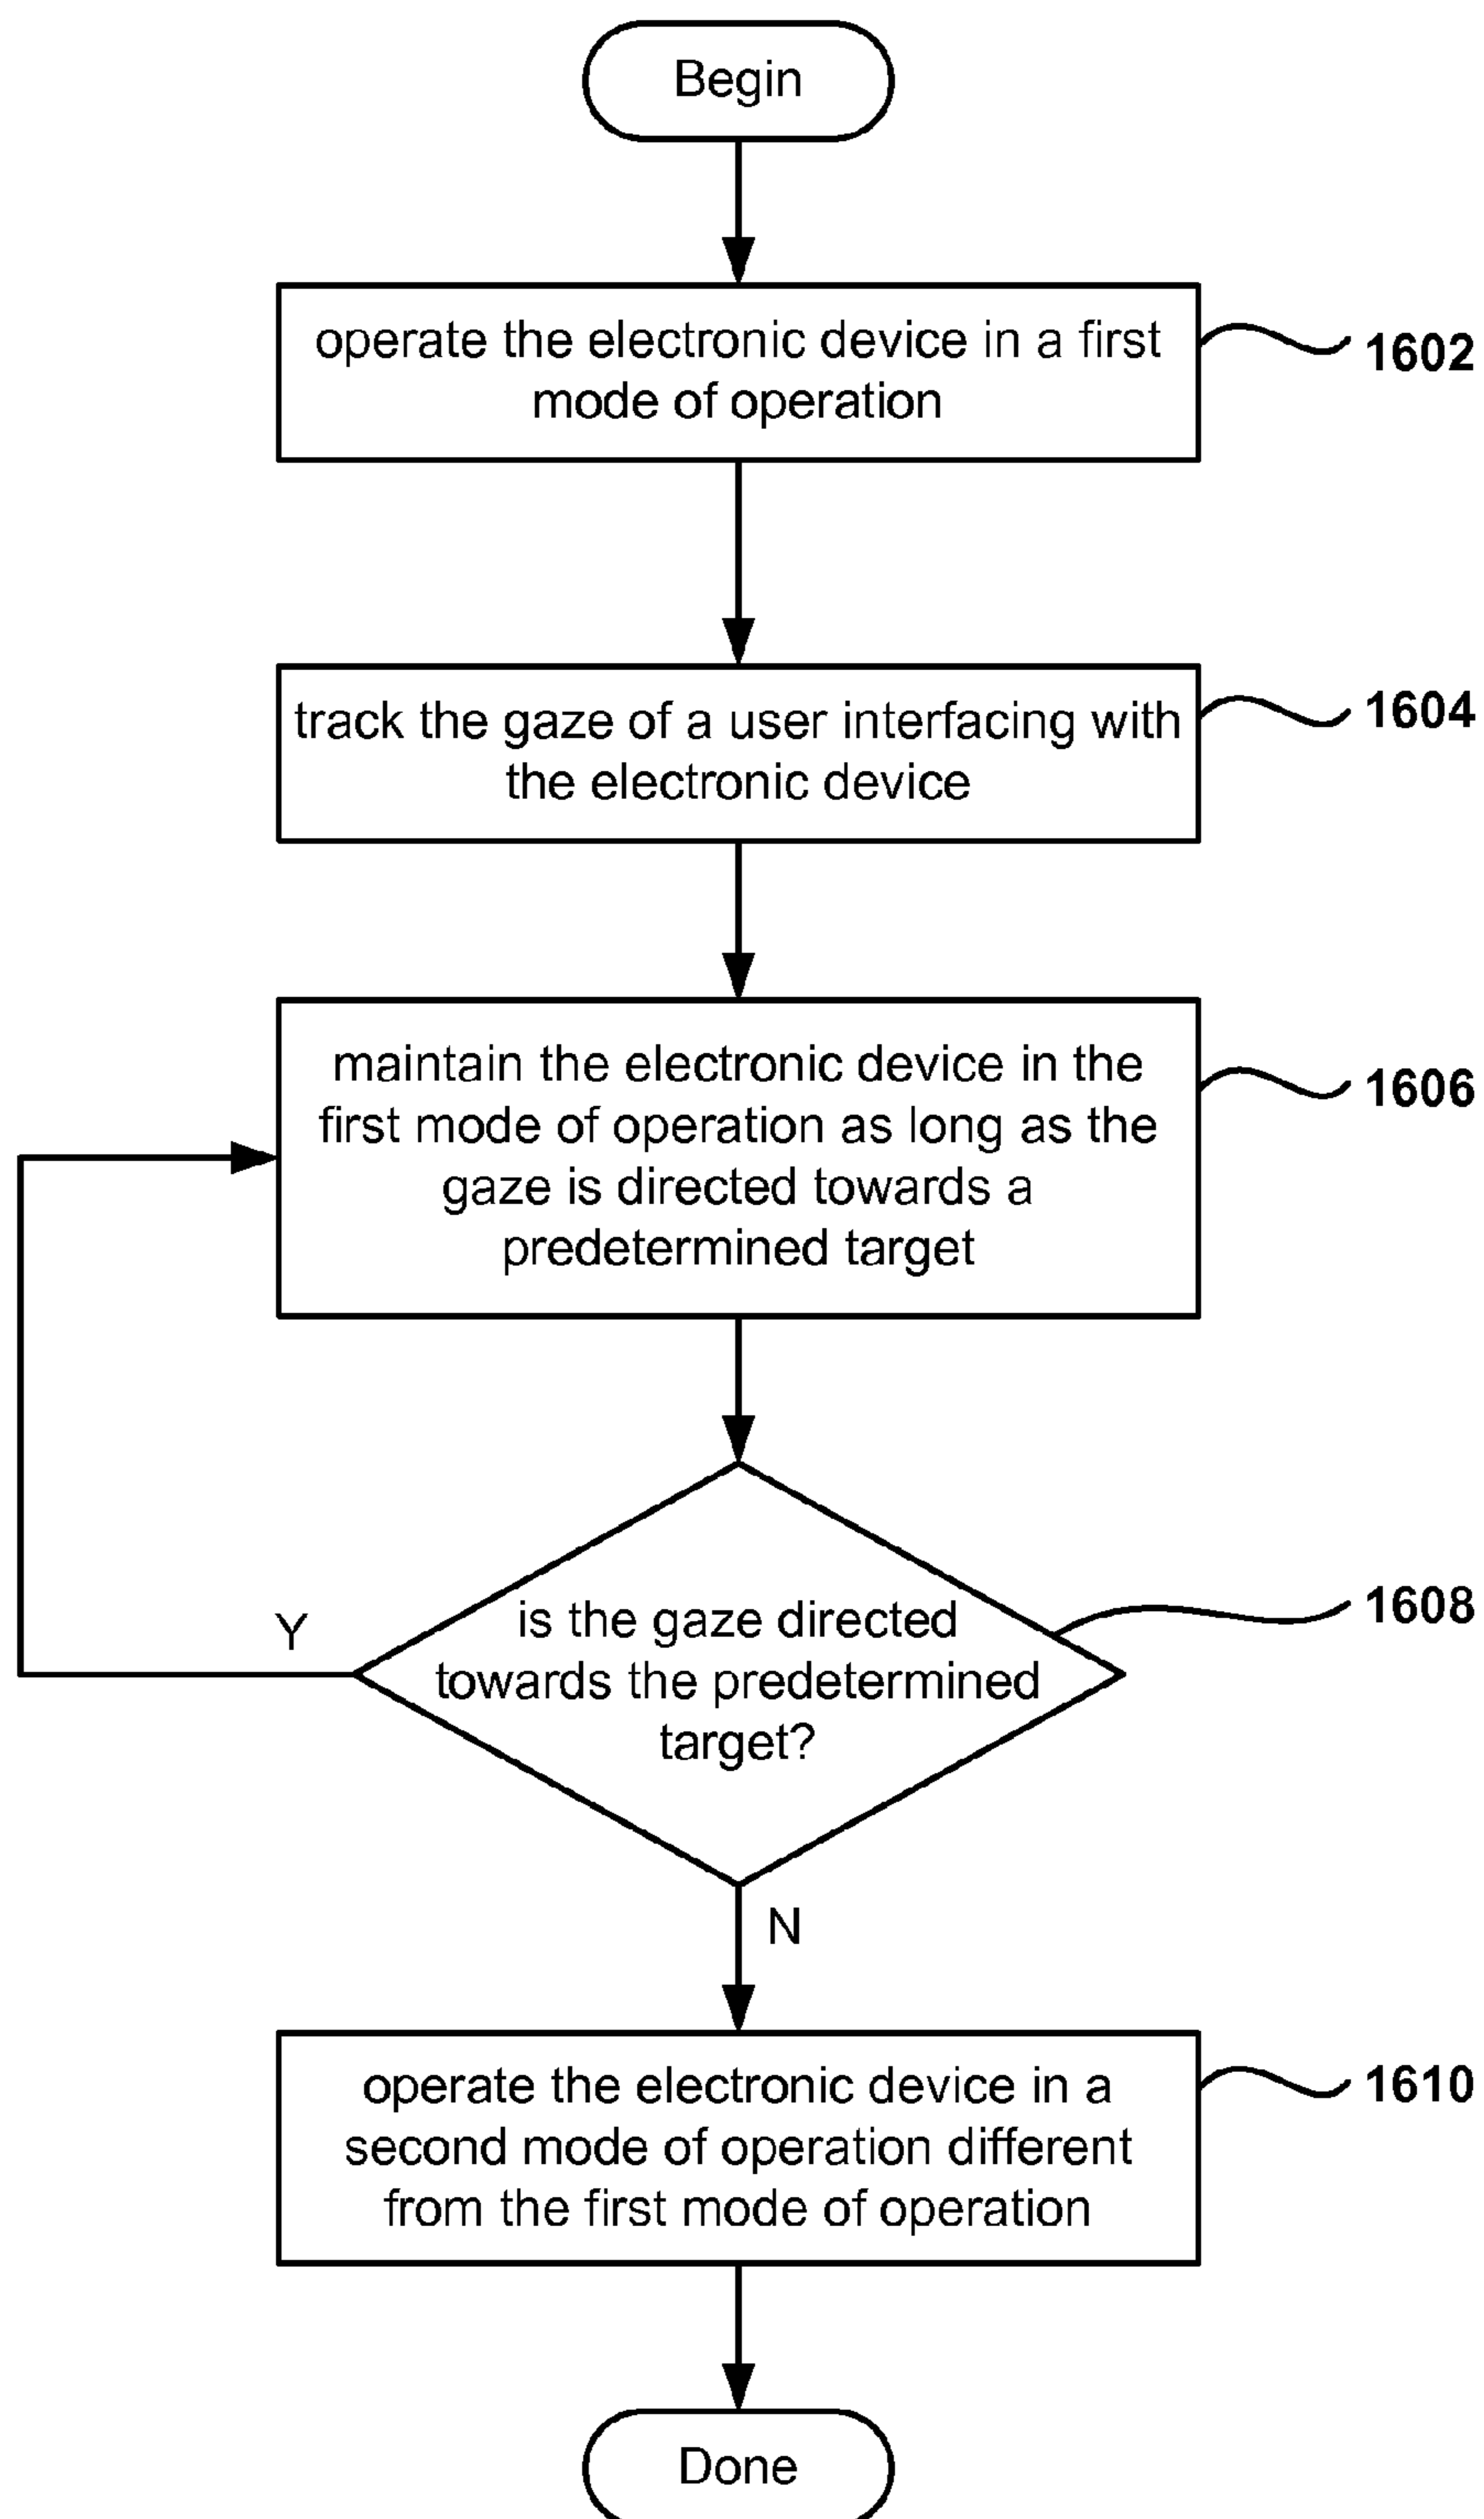 Begin
operate the electronic device in a first
mode of operation
1602
track the gaze of a user interfacing with
the electronic device
1604
maintain the electronic device in the
first mode of operation as long as the
gaze is directed towards a
predetermined target
1606
is the gaze directed
towards the predetermined
target?
1608
Y
N
operate the electronic device in a
second mode of operation different
from the first mode of operation
1610
Done